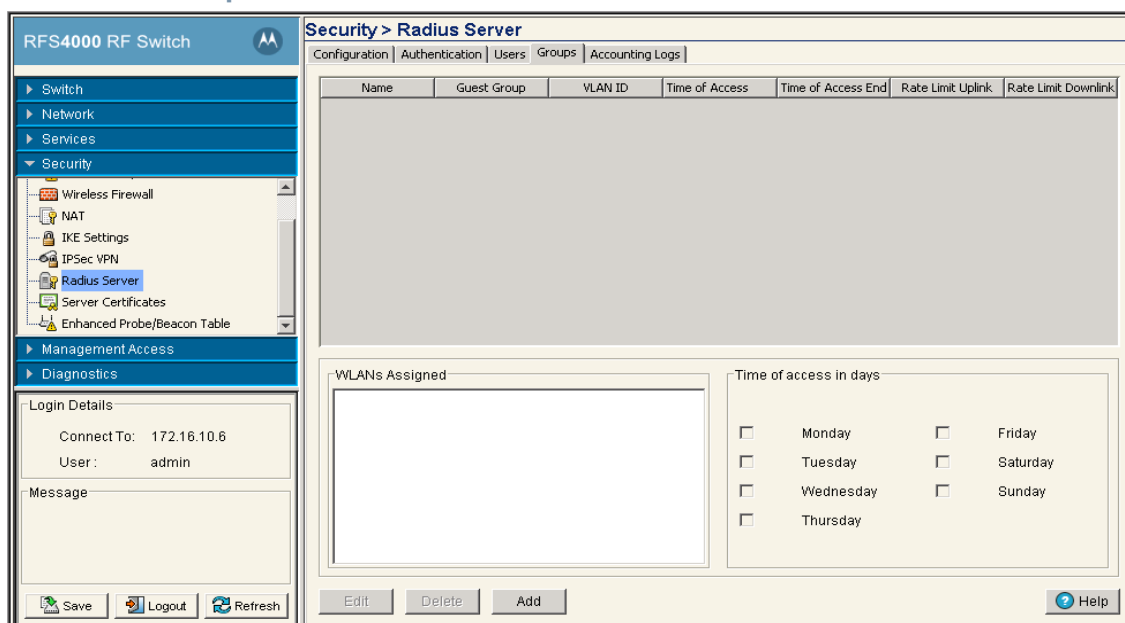 RFS4000 RF Switch
Switch
Network
Services
Security
Wireless Firewall
NAT
IKE Settings
IPSec VPN
Radius Server
Server Certificates
Enhanced Probe/Beacon Table
Management Access
Diagnostics
Login Details
Connect To: 172.16.10.6
User : admin
Message
Save Logout Refresh
Security > Radius Server
Configuration Authentication Users Groups Accounting Logs
Name Guest Group VLAN ID Time of Access Time of Access End Rate Limit Uplink Rate Limit Downlink
WLANs Assigned
Time of access in days
Monday Friday
Tuesday Saturday
Wednesday Sunday
Thursday
Edit Delete Add Help